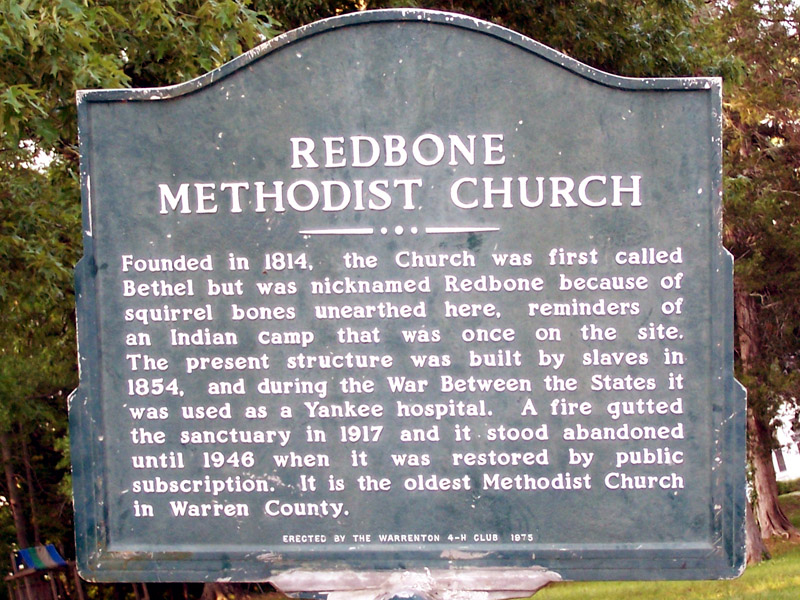 REDBONE
METHODIST CHURCH
Founded in 1814, the Church was first called
Bethel but was nicknamed Redbone because of
squirrel bones unearthed here, reminders of
an Indian camp that was once on the site.
The present structure was built by slaves in
1854, and during the War Between the States it
was used as a Yankee hospital. A fire gutted
the sanctuary in 1917 and it stood abandoned
until 1946 when it was restored by public
subscription. It is the oldest Methodist Church
in Warren County.
ERECTED BY THE WARRENTON 4-H CLUB 1975